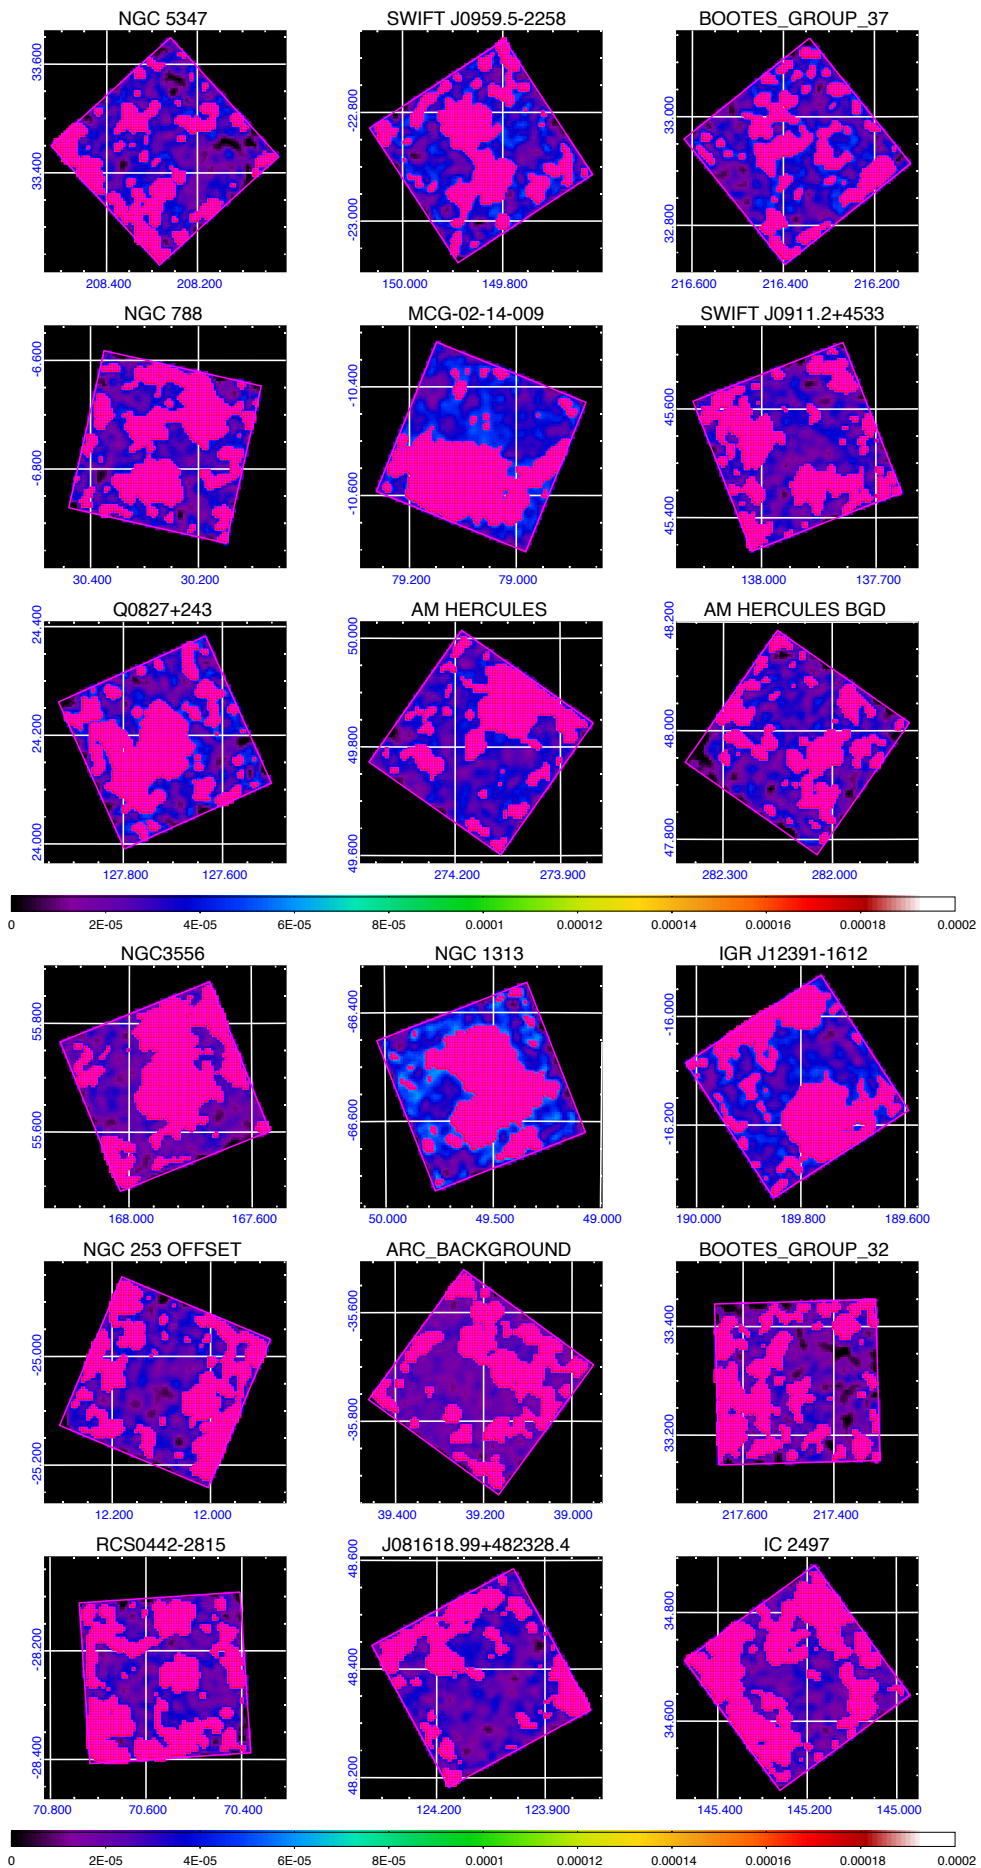 NGC 5347
SWIFT J0959.5-2258
BOOTES_GROUP_37
33.600
33.400
208.400 208.200
-22.800
-23.000
150.000 149.800
33.000
32.800
216.600 216.400 216.200
NGC 788
MCG-02-14-009
SWIFT J0911.2+4533
-6.600
-6.800
30.400 30.200
-10.400
-10.600
79.200 79.000
45.600
45.400
138.000 137.700
Q0827+243
AM HERCULES
AM HERCULES BGD
24.400
24.200
24.000
127.800 127.600
50.000
49.800
49.600
274.200 273.900
48.200
48.000
47.800
282.300 282.000
0 2E-05 4E-05 6E-05 8E-05 0.0001 0.00012 0.00014 0.00016 0.00018 0.0002
NGC3556
NGC 1313
IGR J12391-1612
55.800
55.600
168.000 167.600
-66.400
-66.600
50.000 49.500 49.000
-16.000
-16.200
190.000 189.800 189.600
NGC 253 OFFSET
ARC_BACKGROUND
BOOTES_GROUP_32
-25.000
-25.200
12.200 12.000
-35.600
-35.800
39.400 39.200 39.000
33.400
33.200
217.600 217.400
RCS0442-2815
J081618.99+482328.4
IC 2497
-28.200
-28.400
70.800 70.600 70.400
48.600
48.400
48.200
124.200 123.900
34.800
34.600
145.400 145.200 145.000
0 2E-05 4E-05 6E-05 8E-05 0.0001 0.00012 0.00014 0.00016 0.00018 0.0002